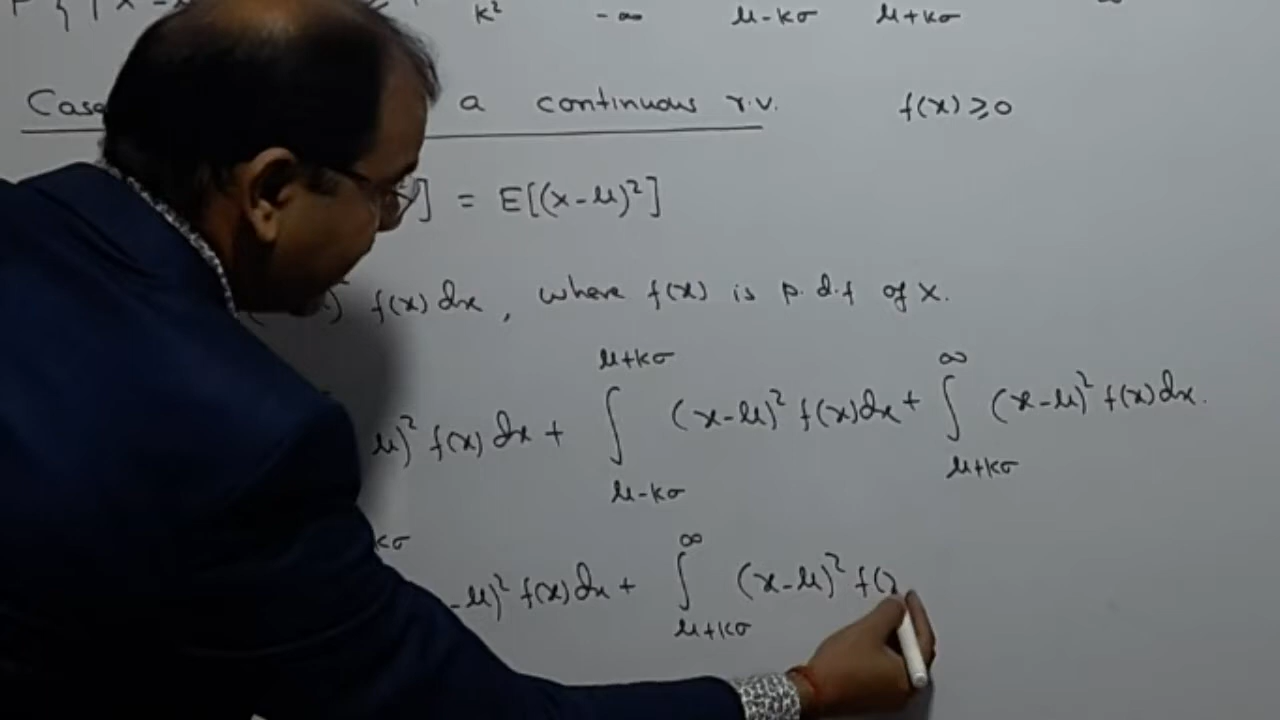 k² -∞ μ-kσ μ+kσ ∞
Case a continuous r.v. f(x) ≥ 0
] = E[(x-μ)²]
)² f(x) dx, where f(x) is p.d.f of X.
μ+kσ ∞
μ)² f(x) dx + ∫ (x-μ)² f(x) dx + ∫ (x-μ)² f(x) dx.
μ-kσ μ+kσ
kσ ∞
-μ)² f(x) dx + ∫ (x-μ)² f(x
μ+kσ